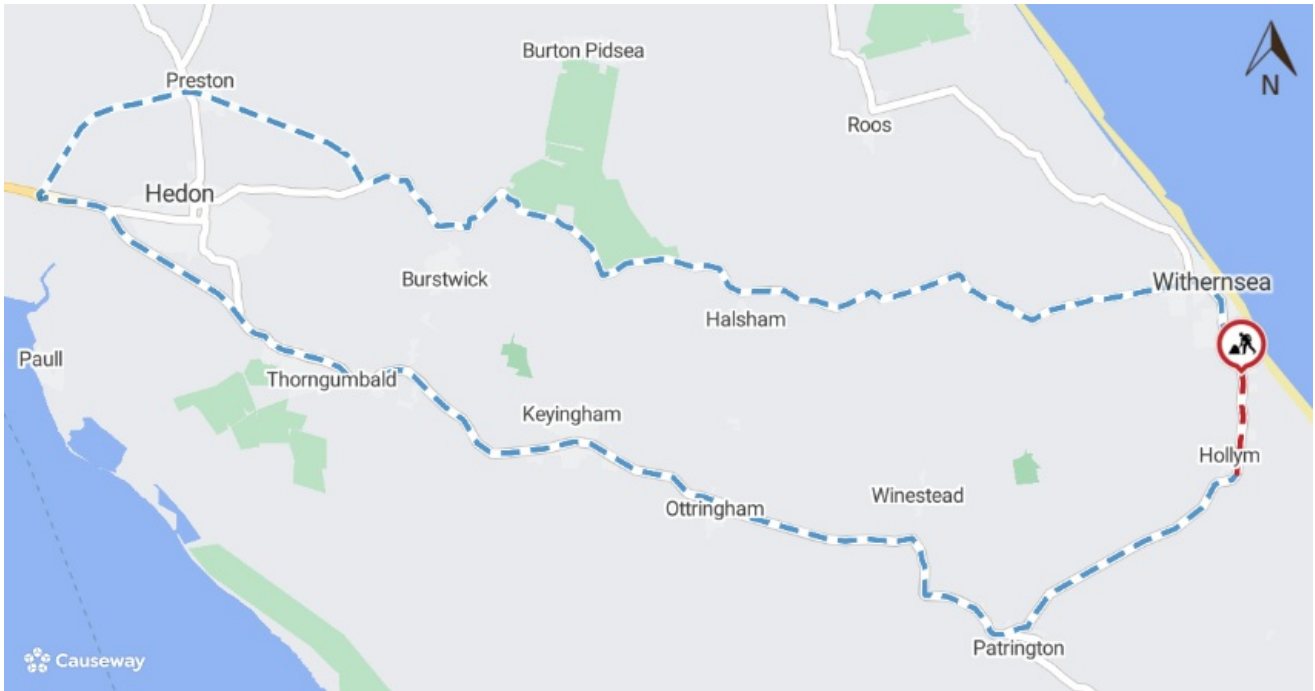 Burton Pidsea
N
Preston
Roos
Hedon
Burstwick
Withernsea
Halsham
Paull
Thorngumbald
Keyingham
Hollym
Winestead
Ottringham
Patrington
Causeway